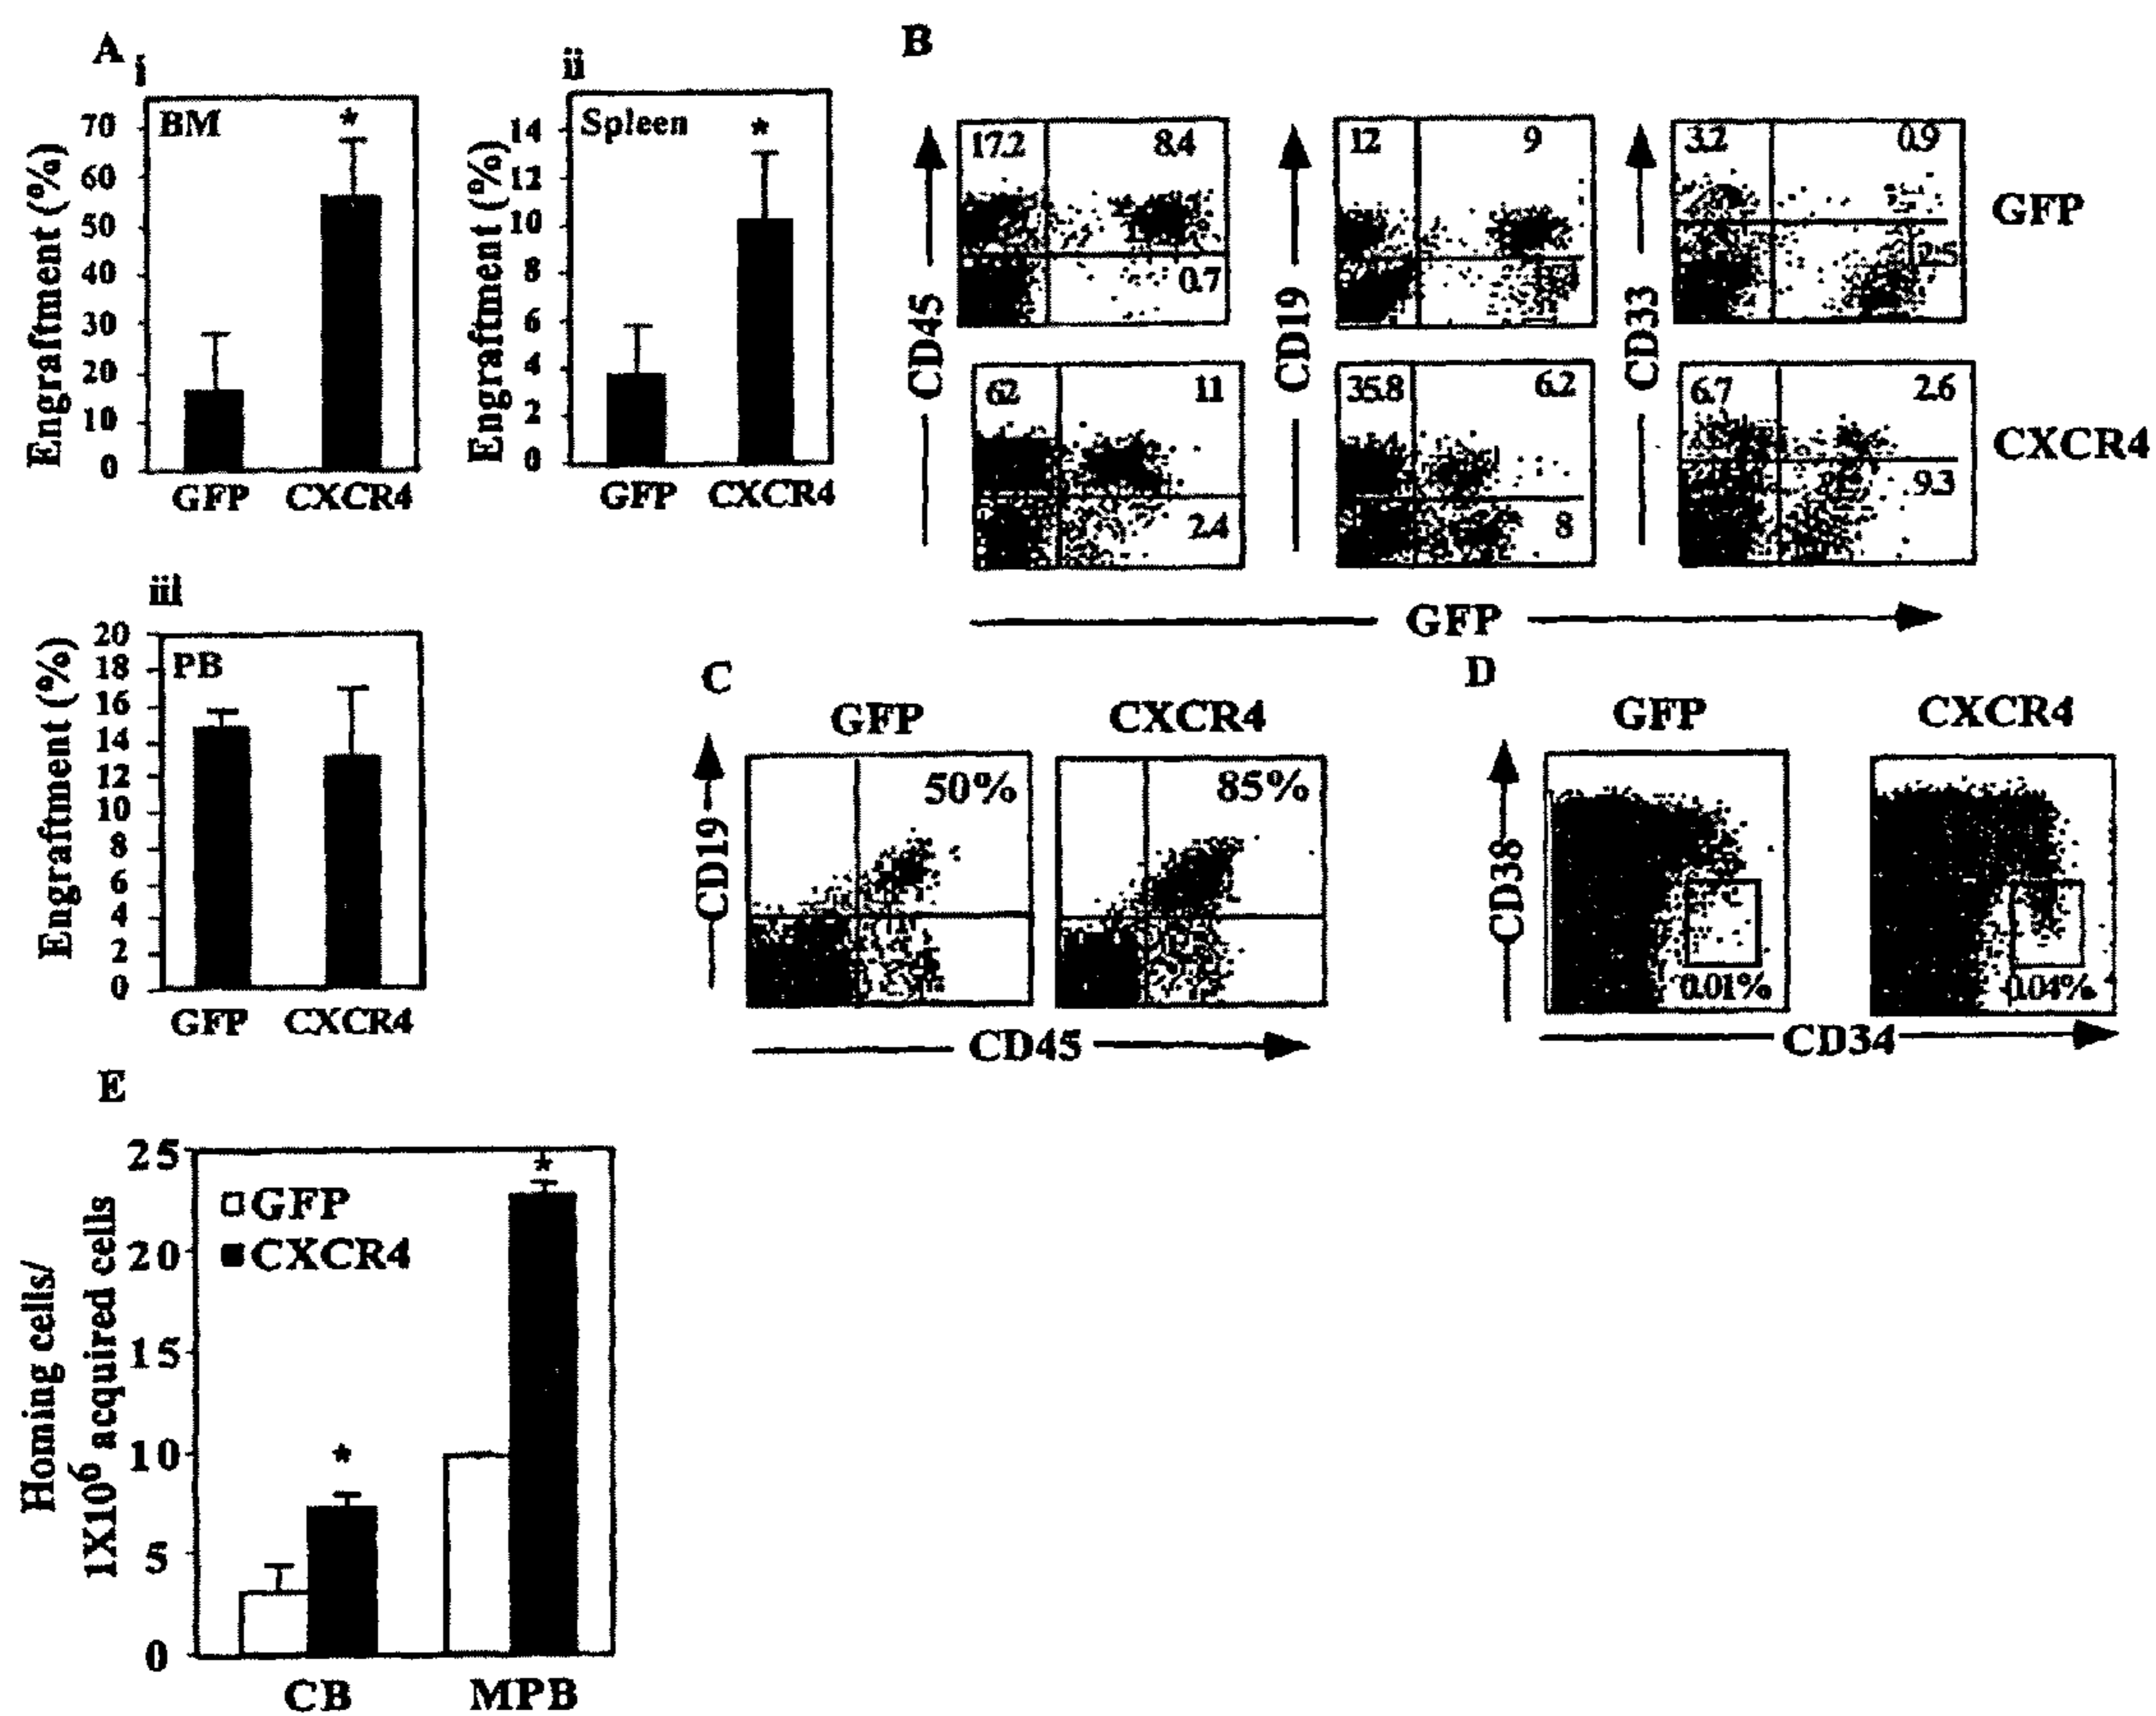 A
i
BM
*
70
60
50
40
30
20
10
0
Engraftment (%)
GFP CXCR4
ii
Spleen
*
14
12
10
8
6
4
2
0
Engraftment (%)
GFP CXCR4
iii
PB
20
18
16
14
12
10
8
6
4
2
0
Engraftment (%)
GFP CXCR4
B
CD45
17.2 8.4
0.7
CD19
12 9
CD33
3.2 0.9
2.5
GFP
62 11
2.4
35.8 6.2
8
6.7 2.6
9.3
CXCR4
GFP
C
GFP CXCR4
CD19
50% 85%
CD45
D
GFP CXCR4
CD38
0.01% 0.04%
CD34
E
25
20
15
10
5
0
Homing cells/
1X10⁶ acquired cells
GFP
CXCR4
*
*
CB MPB